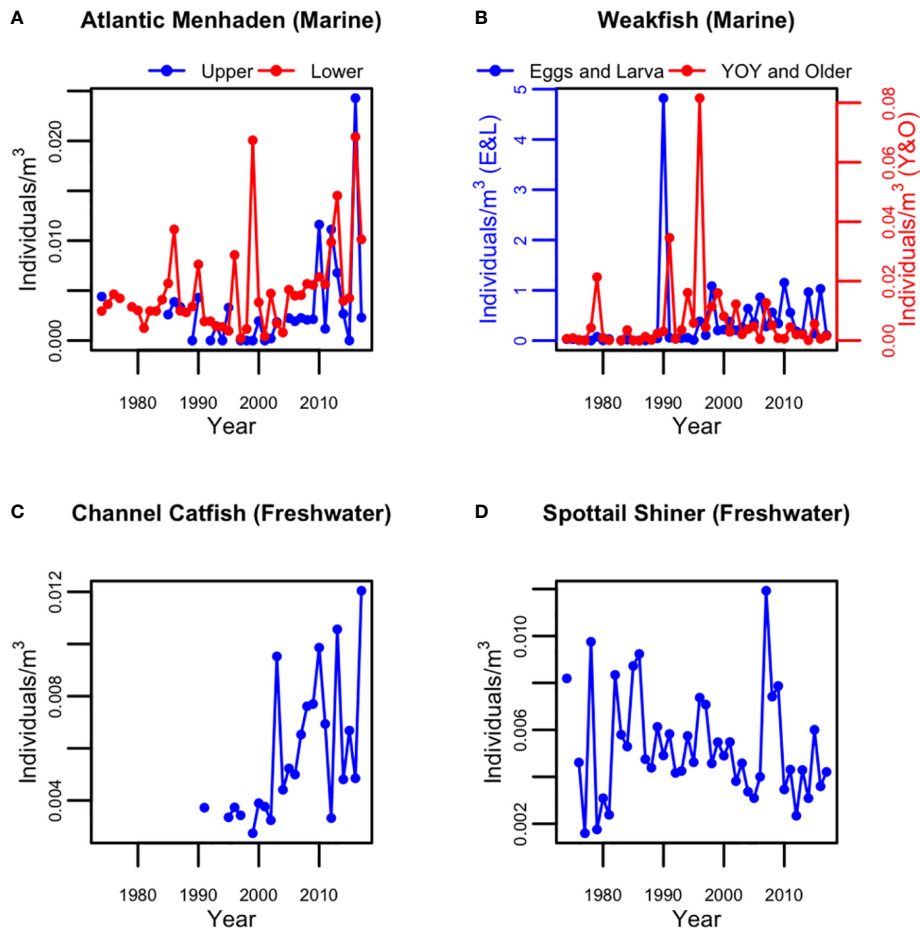 A Atlantic Menhaden (Marine)
Upper Lower
Individuals/m³
0.020
0.010
0.000
1980 1990 2000 2010
Year
B Weakfish (Marine)
Eggs and Larva YOY and Older
Individuals/m³ (E&L)
5
4
3
2
1
0
Individuals/m³ (Y&O)
0.08
0.06
0.04
0.02
0.00
1980 1990 2000 2010
Year
C Channel Catfish (Freshwater)
Individuals/m³
0.012
0.008
0.004
1980 1990 2000 2010
Year
D Spottail Shiner (Freshwater)
Individuals/m³
0.010
0.006
0.002
1980 1990 2000 2010
Year